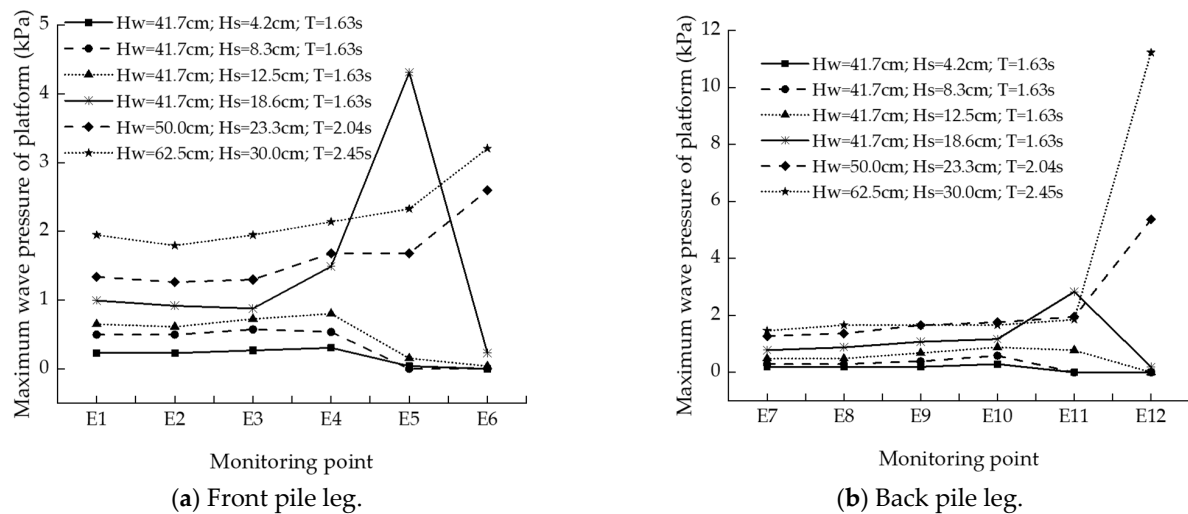 Maximum wave pressure of platform (kPa)
5
4
3
2
1
0
Hw=41.7cm; Hs=4.2cm; T=1.63s
Hw=41.7cm; Hs=8.3cm; T=1.63s
Hw=41.7cm; Hs=12.5cm; T=1.63s
Hw=41.7cm; Hs=18.6cm; T=1.63s
Hw=50.0cm; Hs=23.3cm; T=2.04s
Hw=62.5cm; Hs=30.0cm; T=2.45s
E1 E2 E3 E4 E5 E6
Monitoring point
(a) Front pile leg.
Maximum wave pressure of platform (kPa)
12
10
8
6
4
2
0
Hw=41.7cm; Hs=4.2cm; T=1.63s
Hw=41.7cm; Hs=8.3cm; T=1.63s
Hw=41.7cm; Hs=12.5cm; T=1.63s
Hw=41.7cm; Hs=18.6cm; T=1.63s
Hw=50.0cm; Hs=23.3cm; T=2.04s
Hw=62.5cm; Hs=30.0cm; T=2.45s
E7 E8 E9 E10 E11 E12
Monitoring point
(b) Back pile leg.